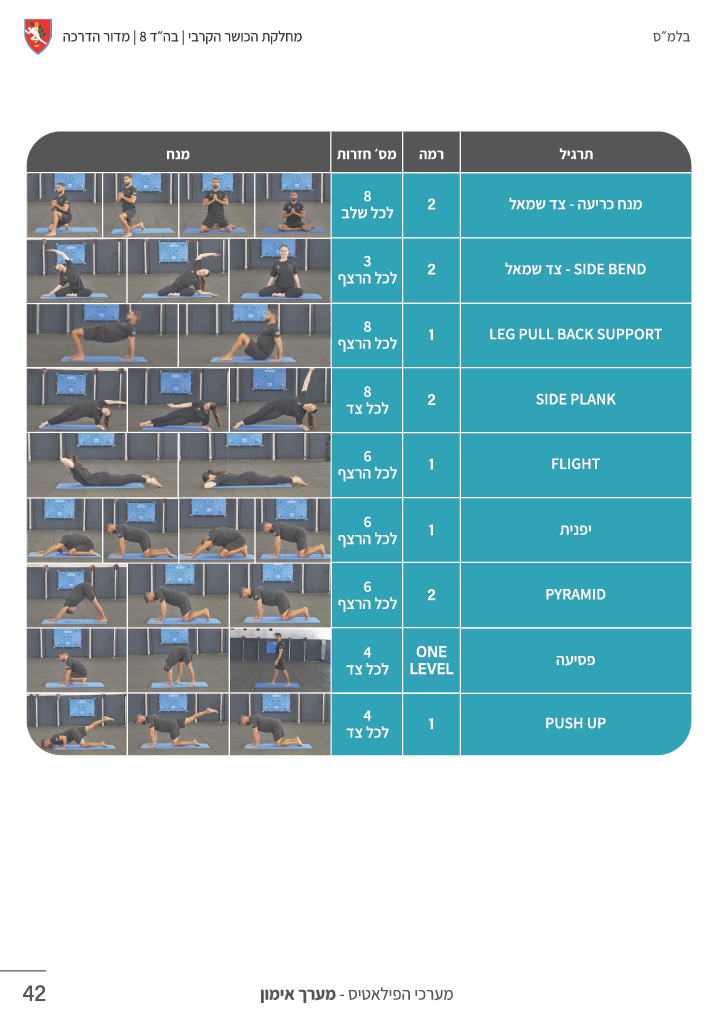 בלמ״ס
מחלקת הכושר הקרבי | בה״ד 8 | מדור הדרכה
תרגיל רמה מס׳ חזרות מנח
מנח כריעה - צד שמאל 2 8 לכל שלב
SIDE BEND - צד שמאל 2 3 לכל הרצף
LEG PULL BACK SUPPORT 1 8 לכל הרצף
SIDE PLANK 2 8 לכל צד
FLIGHT 1 6 לכל הרצף
יפנית 1 6 לכל הרצף
PYRAMID 2 6 לכל הרצף
פסיעה ONE LEVEL 4 לכל צד
PUSH UP 1 4 לכל צד
מערכי הפילאטיס - מערך אימון
42